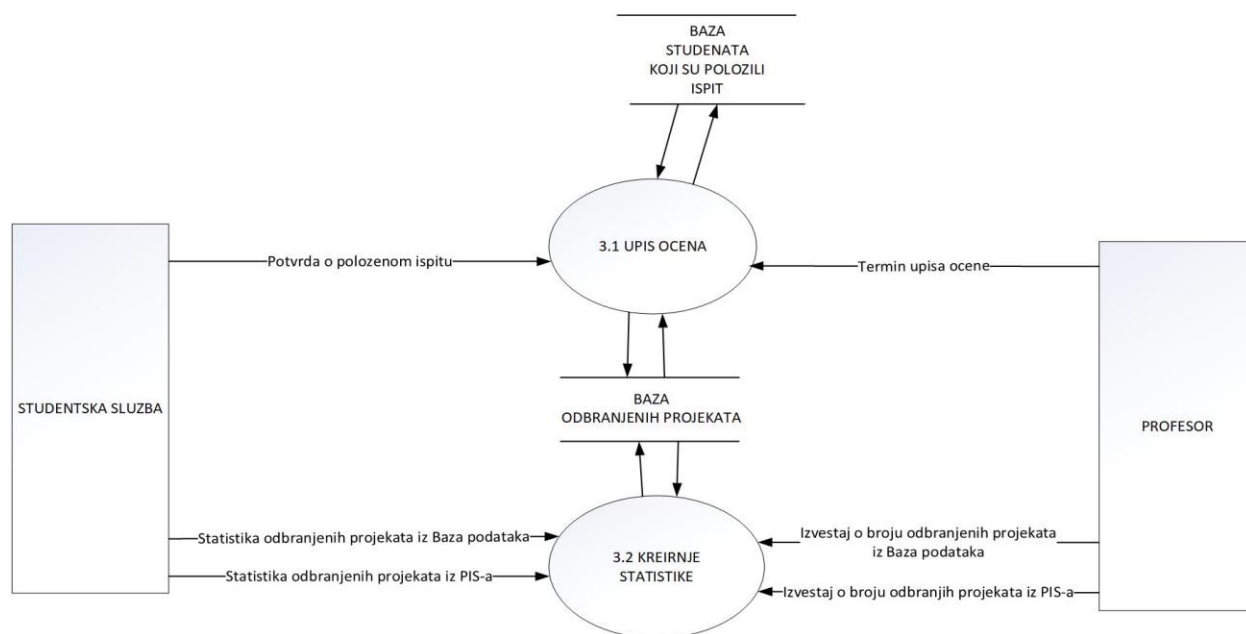 BAZA
STUDENATA
KOJI SU POLOZILI
ISPIT
3.1 UPIS OCENA
Potvrda o polozenom ispitu
Termin upisa ocene
STUDENTSKA SLUZBA
BAZA
ODBRANJENIH PROJEKATA
PROFESOR
Statistika odbranjenih projekata iz Baza podataka
Statistika odbranjenih projekata iz PIS-a
3.2 KREIRNJE
STATISTIKE
Izvestaj o broju odbranjenih projekata
iz Baza podataka
Izvestaj o broju odbranjih projekata iz PIS-a